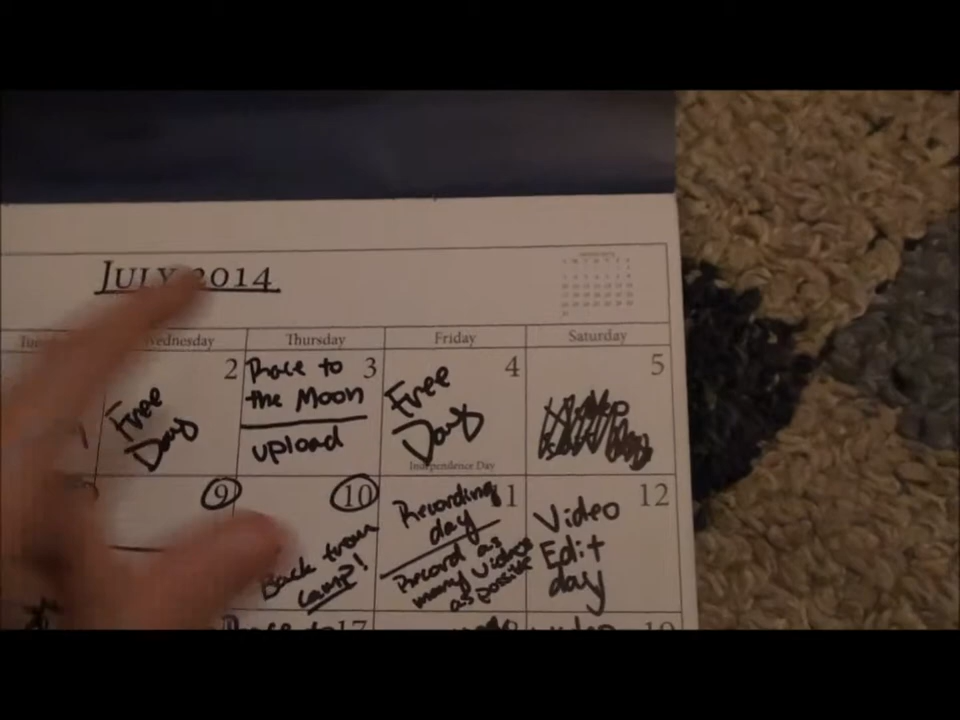 JULY 2014
Wednesday
Thursday
Friday
Saturday
2
Free
Day
3
Race to
the Moon
upload
4
Free
Day
Independence Day
5
9
10
Back from
camp!
Recording
day
Record as
many videos
as possible
12
Video
Edit
day
17